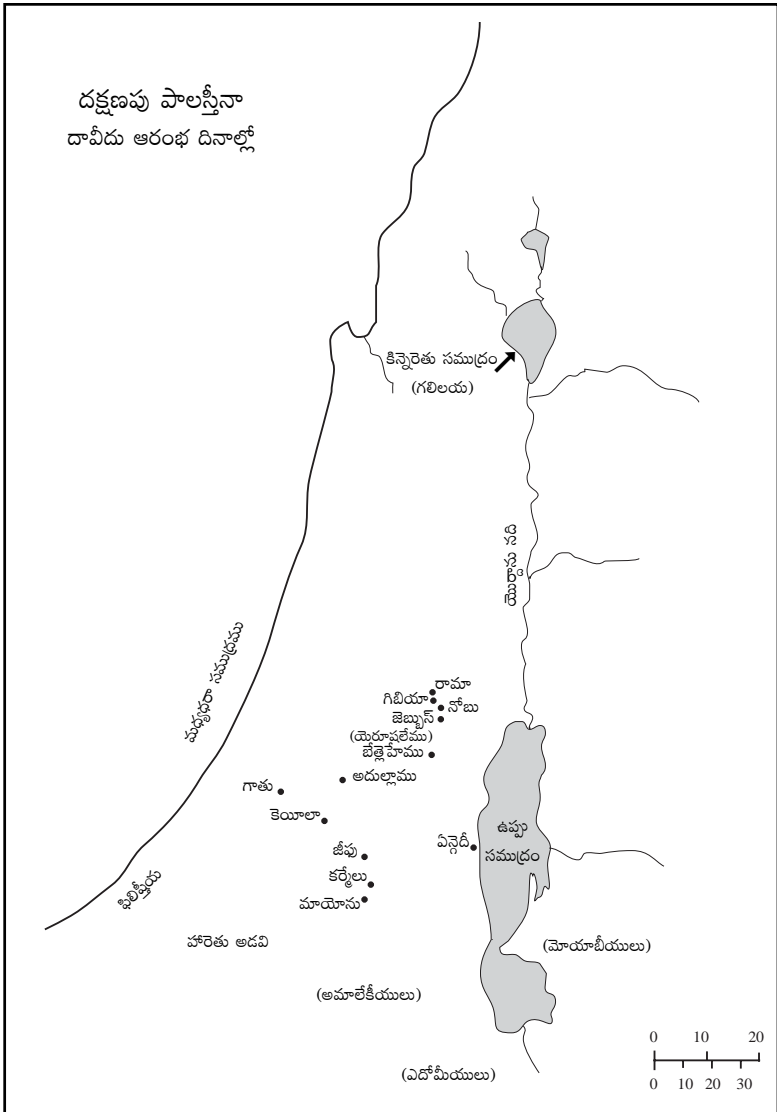 దక్షణపు పాలస్తీనా
దావీదు ఆరంభ దినాల్లో
కిన్నెరెతు సముద్రం
(గలిలయ)
యొర్దాను నది
మధ్యధరా సముద్రము
రామా
గిబియా
నోబు
జెబ్బుస్
(యెరూషలేము)
బేత్లెహేము
అదుల్లాము
గాతు
కెయీలా
ఏన్గెదీ
ఉప్పు
సముద్రం
జీఫు
కర్మేలు
మాయోను
ఫిలిష్తీయ
హారెతు అడవి
(మోయాబీయులు)
(అమాలేకీయులు)
(ఎదోమీయులు)
0 10 20
0 10 20 30